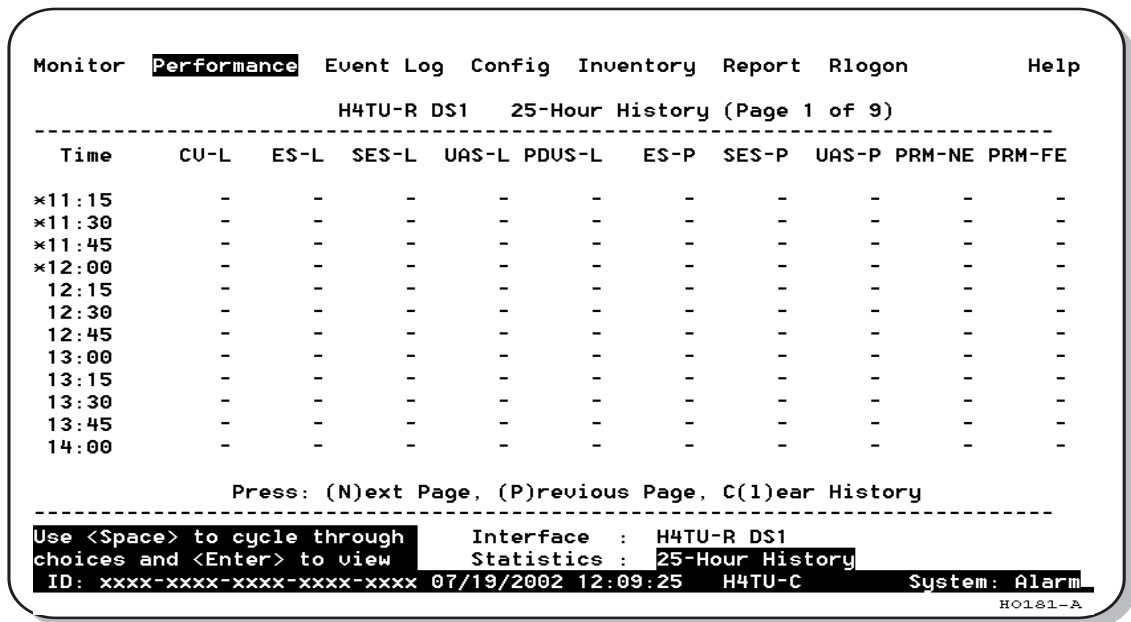 Monitor Performance Event Log Config Inventory Report Rlogon Help
H4TU-R DS1 25-Hour History (Page 1 of 9)
--------------------------------------------------------------------------------
Time CV-L ES-L SES-L UAS-L PDVS-L ES-P SES-P UAS-P PRM-NE PRM-FE
*11:15 - - - - - - - - - -
*11:30 - - - - - - - - - -
*11:45 - - - - - - - - - -
*12:00 - - - - - - - - - -
12:15 - - - - - - - - - -
12:30 - - - - - - - - - -
12:45 - - - - - - - - - -
13:00 - - - - - - - - - -
13:15 - - - - - - - - - -
13:30 - - - - - - - - - -
13:45 - - - - - - - - - -
14:00 - - - - - - - - - -
Press: (N)ext Page, (P)revious Page, C(l)ear History
--------------------------------------------------------------------------------
Use <Space> to cycle through Interface : H4TU-R DS1
choices and <Enter> to view Statistics : 25-Hour History
ID: xxxx-xxxx-xxxx-xxxx-xxxx 07/19/2002 12:09:25 H4TU-C System: Alarm
HO181-A